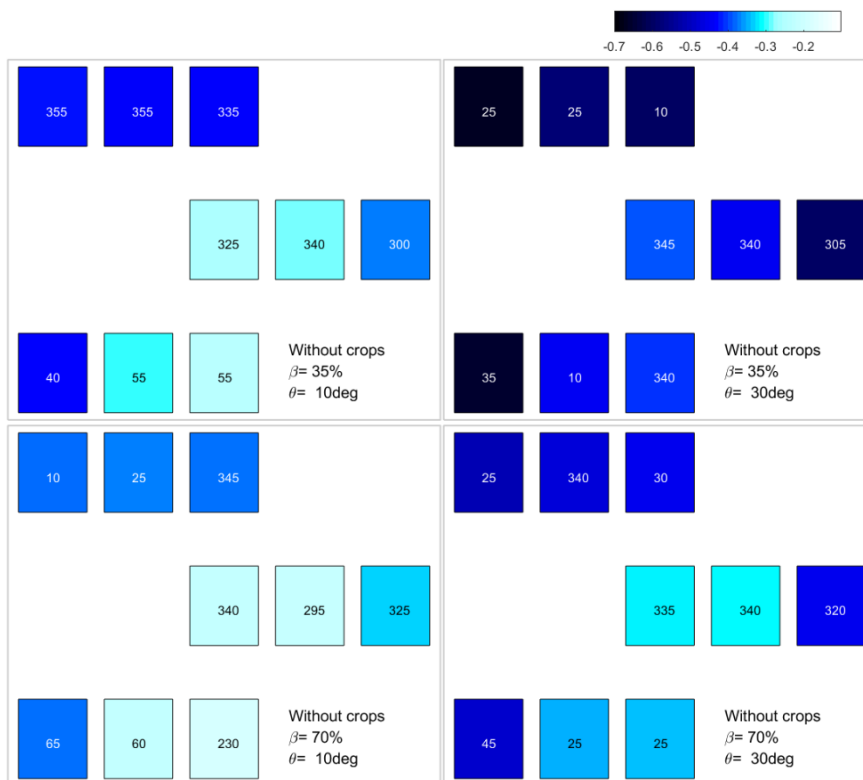 -0.7 -0.6 -0.5 -0.4 -0.3 -0.2
355 355 335
325 340 300
40 55 55
Without crops
β= 35%
θ= 10deg
25 25 10
345 340 305
35 10 340
Without crops
β= 35%
θ= 30deg
10 25 345
340 295 325
65 60 230
Without crops
β= 70%
θ= 10deg
25 340 30
335 340 320
45 25 25
Without crops
β= 70%
θ= 30deg